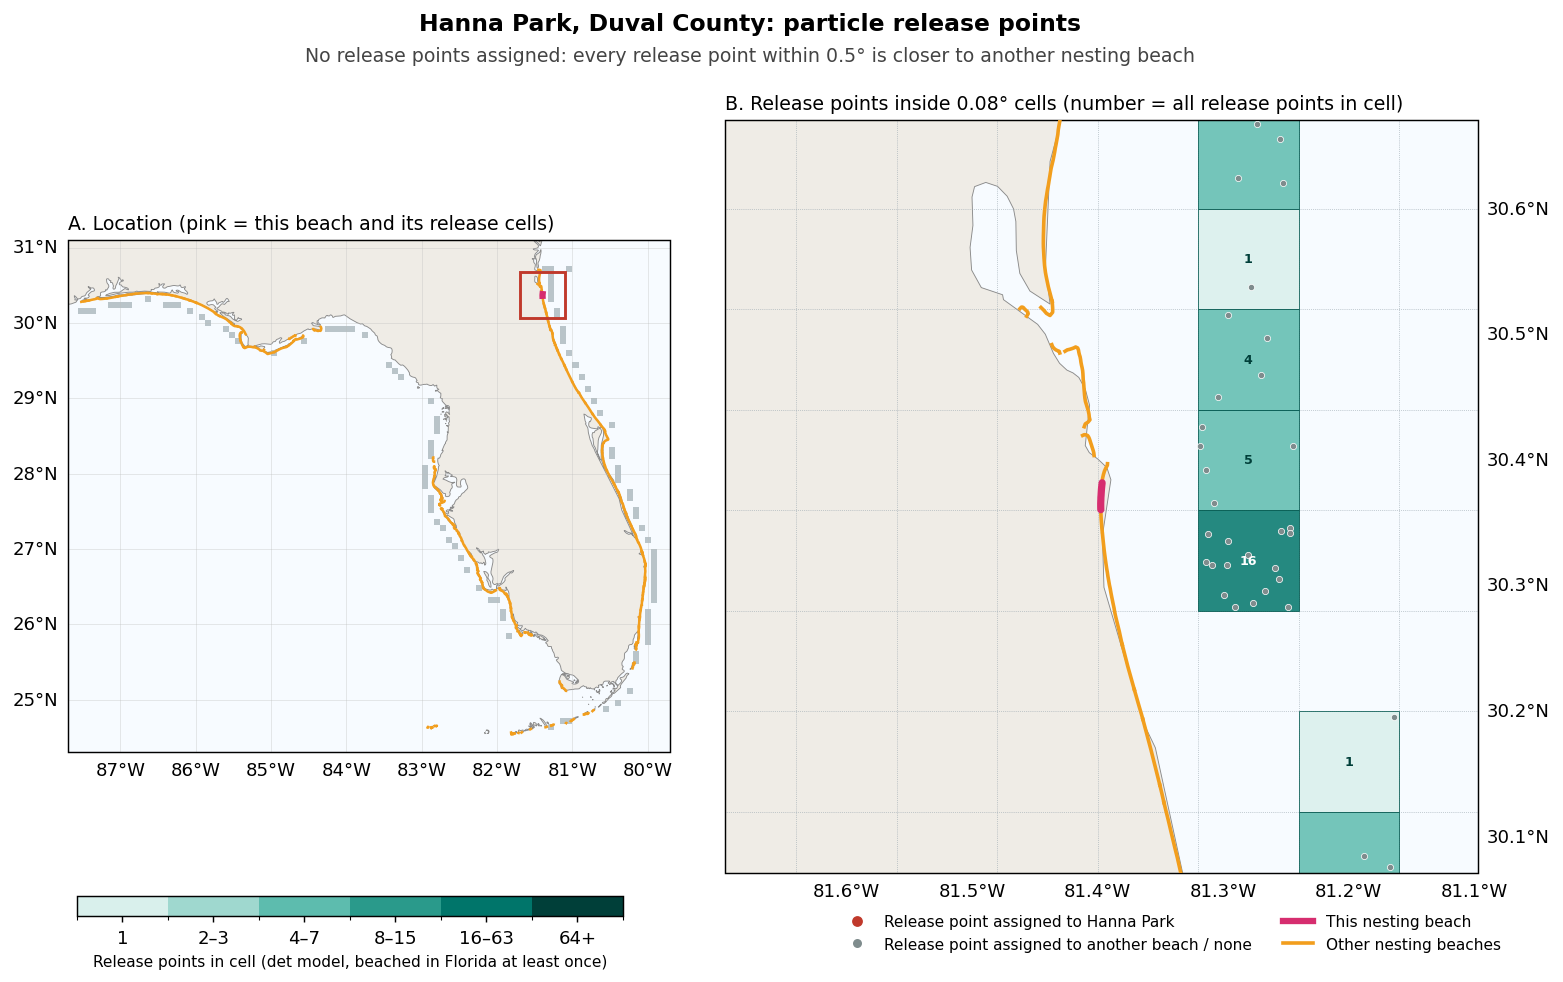 Hanna Park, Duval County: particle release points
No release points assigned: every release point within 0.5° is closer to another nesting beach
A. Location (pink = this beach and its release cells)
31°N
30°N
29°N
28°N
27°N
26°N
25°N
87°W 86°W 85°W 84°W 83°W 82°W 81°W 80°W
1 2–3 4–7 8–15 16–63 64+
Release points in cell (det model, beached in Florida at least once)
B. Release points inside 0.08° cells (number = all release points in cell)
1
4
5
16
1
30.6°N
30.5°N
30.4°N
30.3°N
30.2°N
30.1°N
81.6°W 81.5°W 81.4°W 81.3°W 81.2°W 81.1°W
Release point assigned to Hanna Park
Release point assigned to another beach / none
This nesting beach
Other nesting beaches